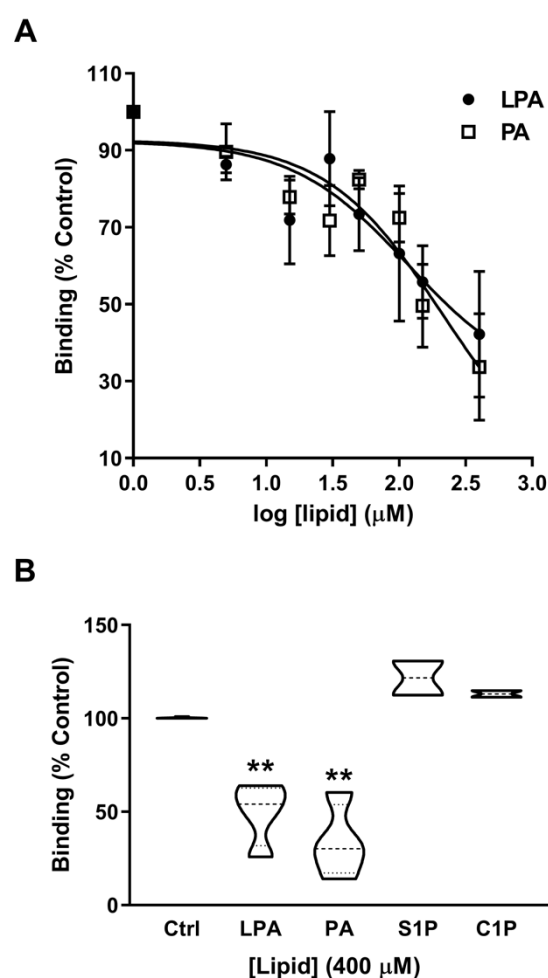 A
110
90
70
50
30
10
Binding (% Control)
LPA
PA
0.0 0.5 1.0 1.5 2.0 2.5 3.0
log [lipid] (μM)
B
150
100
50
0
Binding (% Control)
** **
Ctrl LPA PA S1P C1P
[Lipid] (400 μM)